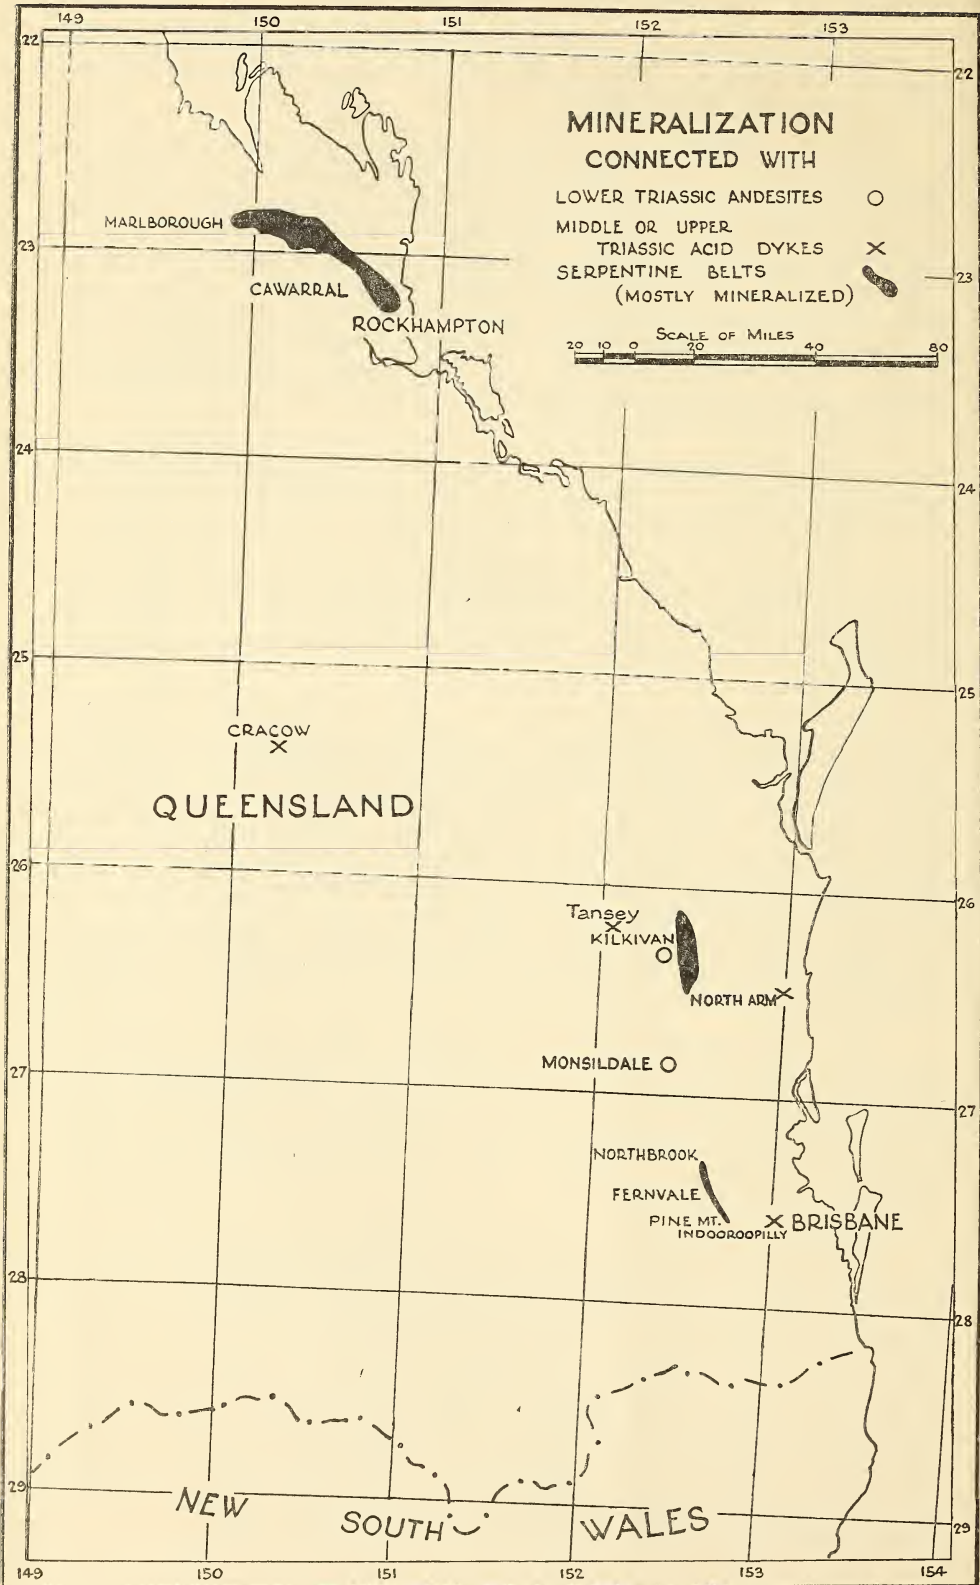 149 150 151 152 153
22 22
MINERALIZATION
CONNECTED WITH
LOWER TRIASSIC ANDESITES
MIDDLE OR UPPER
TRIASSIC ACID DYKES
SERPENTINE BELTS
(MOSTLY MINERALIZED)
SCALE OF MILES
20 10 0 20 40 80
MARLBOROUGH
23 23
CAWARRAL
ROCKHAMPTON
24 24
25 25
CRACOW
QUEENSLAND
26 26
Tansey
KILKIVAN
NORTH ARM
MONSILDALE
27 27
NORTHBROOK
FERNVALE
PINE MT.
INDOOROOPILLY
BRISBANE
28 28
29 29
NEW SOUTH WALES
149 150 151 152 153 154